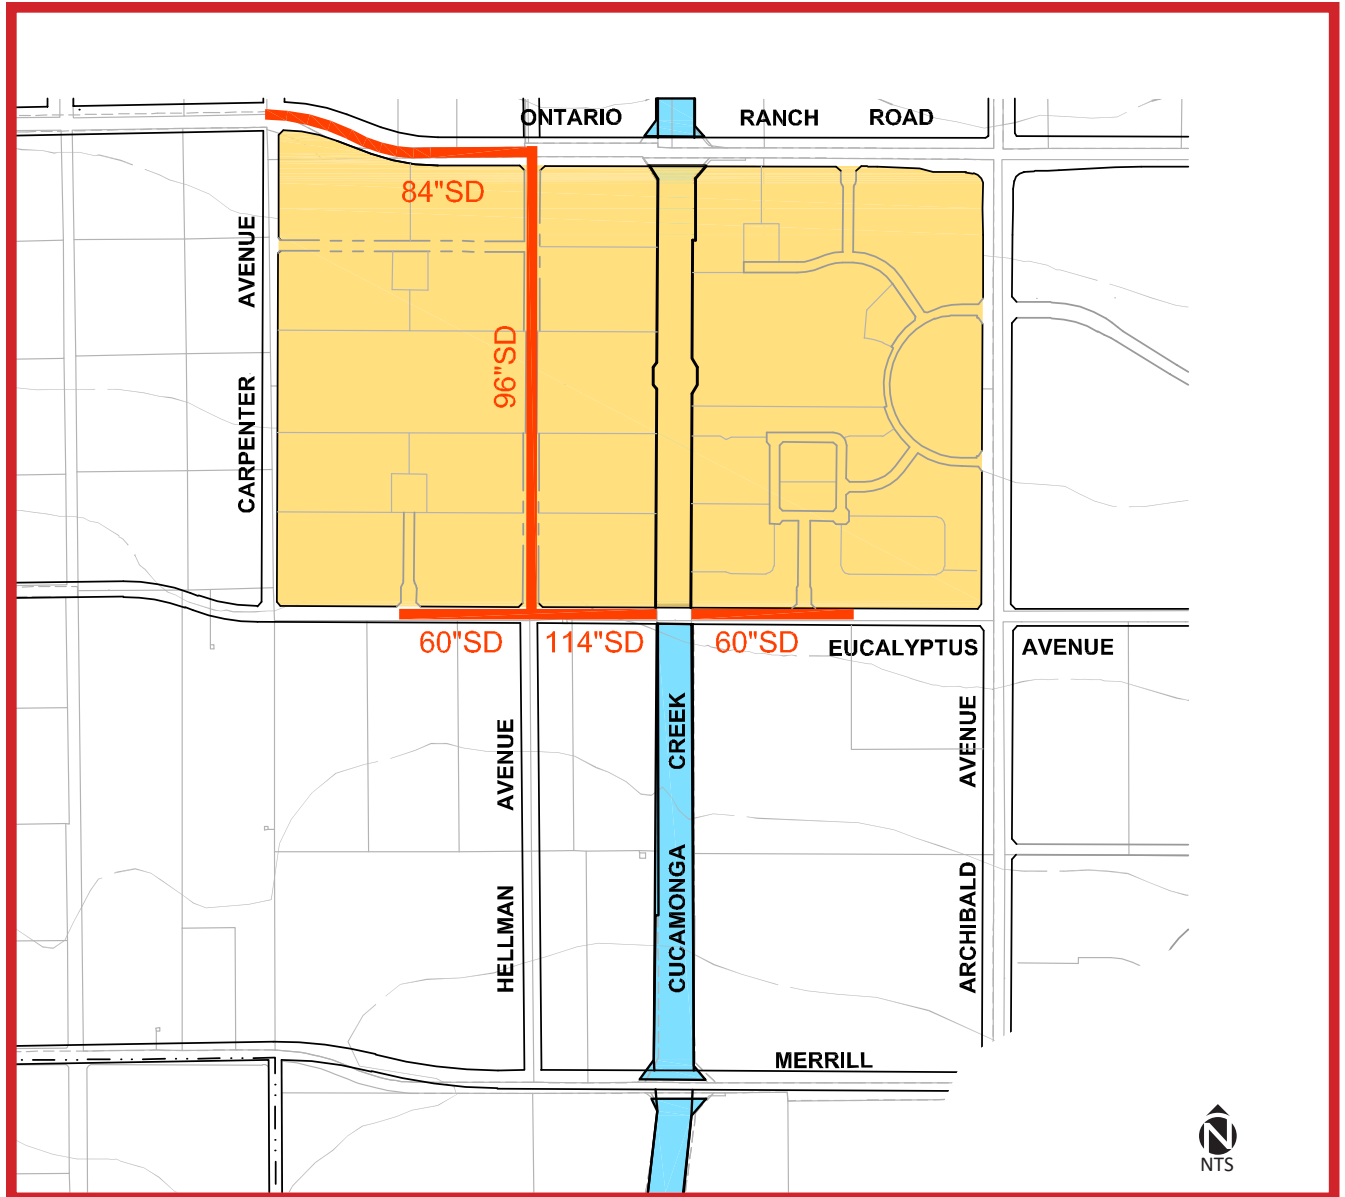 ONTARIO RANCH ROAD
84"SD
CARPENTER AVENUE
96"SD
60"SD 114"SD 60"SD
EUCALYPTUS AVENUE
HELLMAN AVENUE
CUCAMONGA CREEK
ARCHIBALD AVENUE
MERRILL
N
NTS